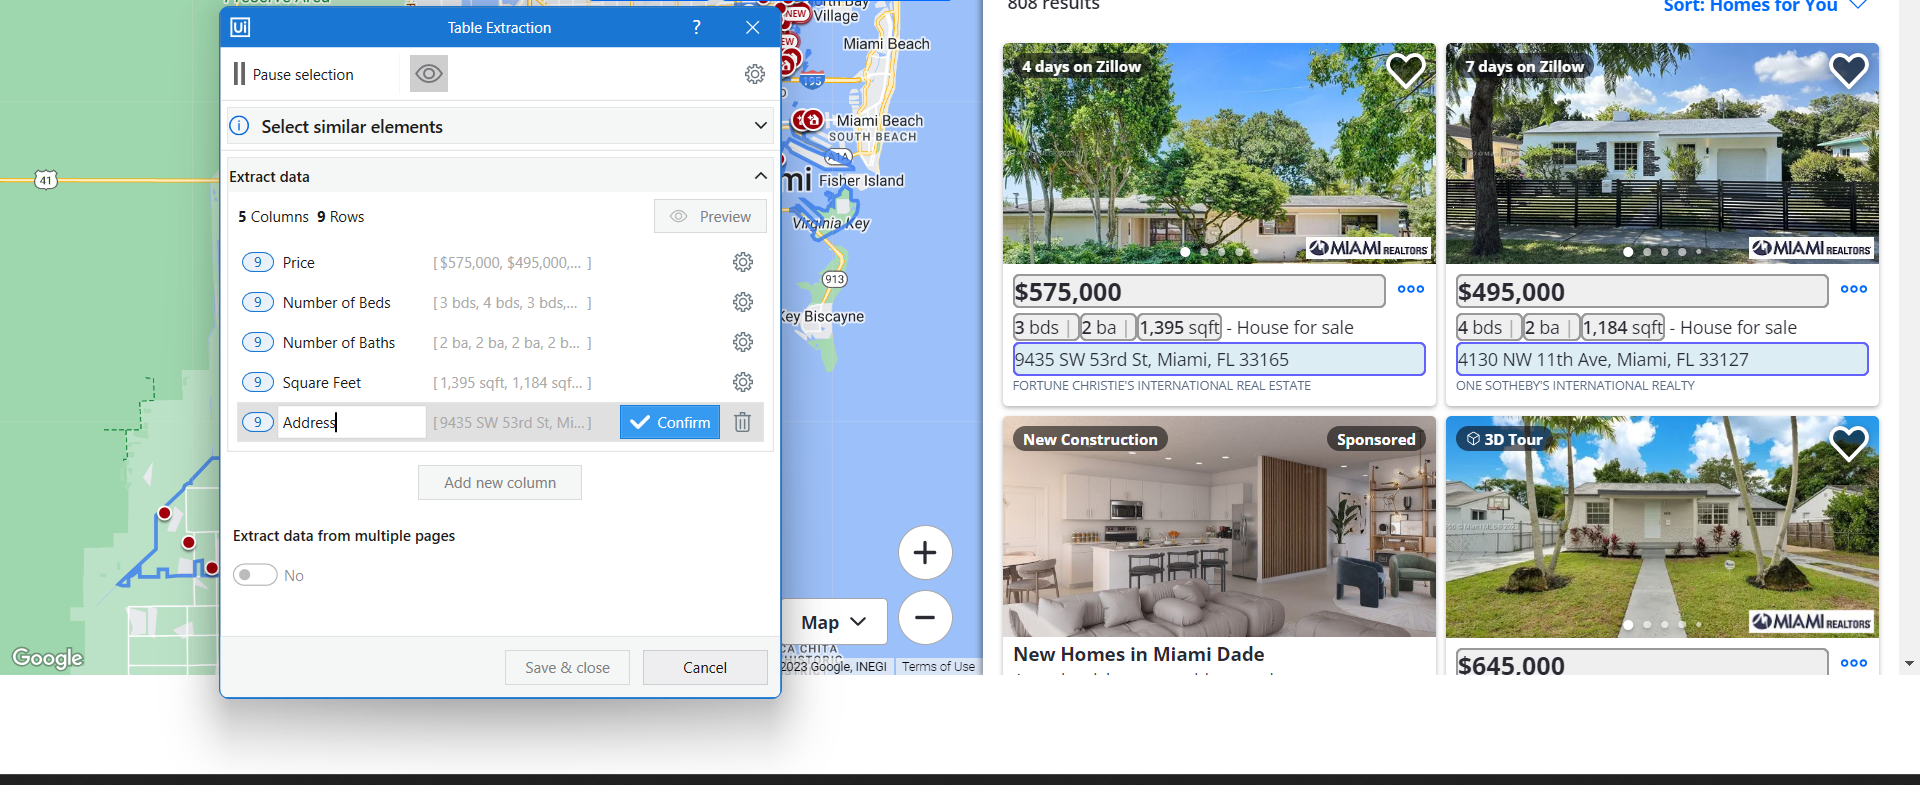 Ui Table Extraction ?
Pause selection
Select similar elements
Extract data
5 Columns 9 Rows Preview
9 Price [ $575,000, $495,000,... ]
9 Number of Beds [ 3 bds, 4 bds, 3 bds,... ]
9 Number of Baths [ 2 ba, 2 ba, 2 ba, 2 b... ]
9 Square Feet [ 1,395 sqft, 1,184 sqf... ]
9 Address [ 9435 SW 53rd St, Mi... ] Confirm
Add new column
Extract data from multiple pages
No
Save & close Cancel
41
Google
Village
NEW
Miami Beach
195
Miami Beach
SOUTH BEACH
A1A
mi Fisher Island
Virginia Key
913
Key Biscayne
Map
CA CHITA
2023 Google, INEGI Terms of Use
808 results
Sort: Homes for You
4 days on Zillow
MIAMI REALTORS
$575,000
3 bds | 2 ba | 1,395 sqft - House for sale
9435 SW 53rd St, Miami, FL 33165
FORTUNE CHRISTIE'S INTERNATIONAL REAL ESTATE
7 days on Zillow
MIAMI REALTORS
$495,000
4 bds | 2 ba | 1,184 sqft - House for sale
4130 NW 11th Ave, Miami, FL 33127
ONE SOTHEBY'S INTERNATIONAL REALTY
New Construction Sponsored
New Homes in Miami Dade
3D Tour
MIAMI REALTORS
$645,000